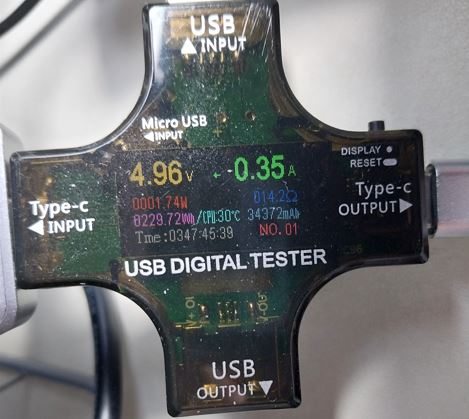 USB
▲INPUT
Micro USB
◀INPUT
DISPLAY
RESET
4.96V ←-0.35A
0001.74W 014.2Ω
0229.72Wh/CPU:30℃ 34372mAh
Tme:0347:45:39 NO.01
Type-c
◀INPUT
Type-c
OUTPUT▶
USB DIGITAL TESTER
USB
OUTPUT▼